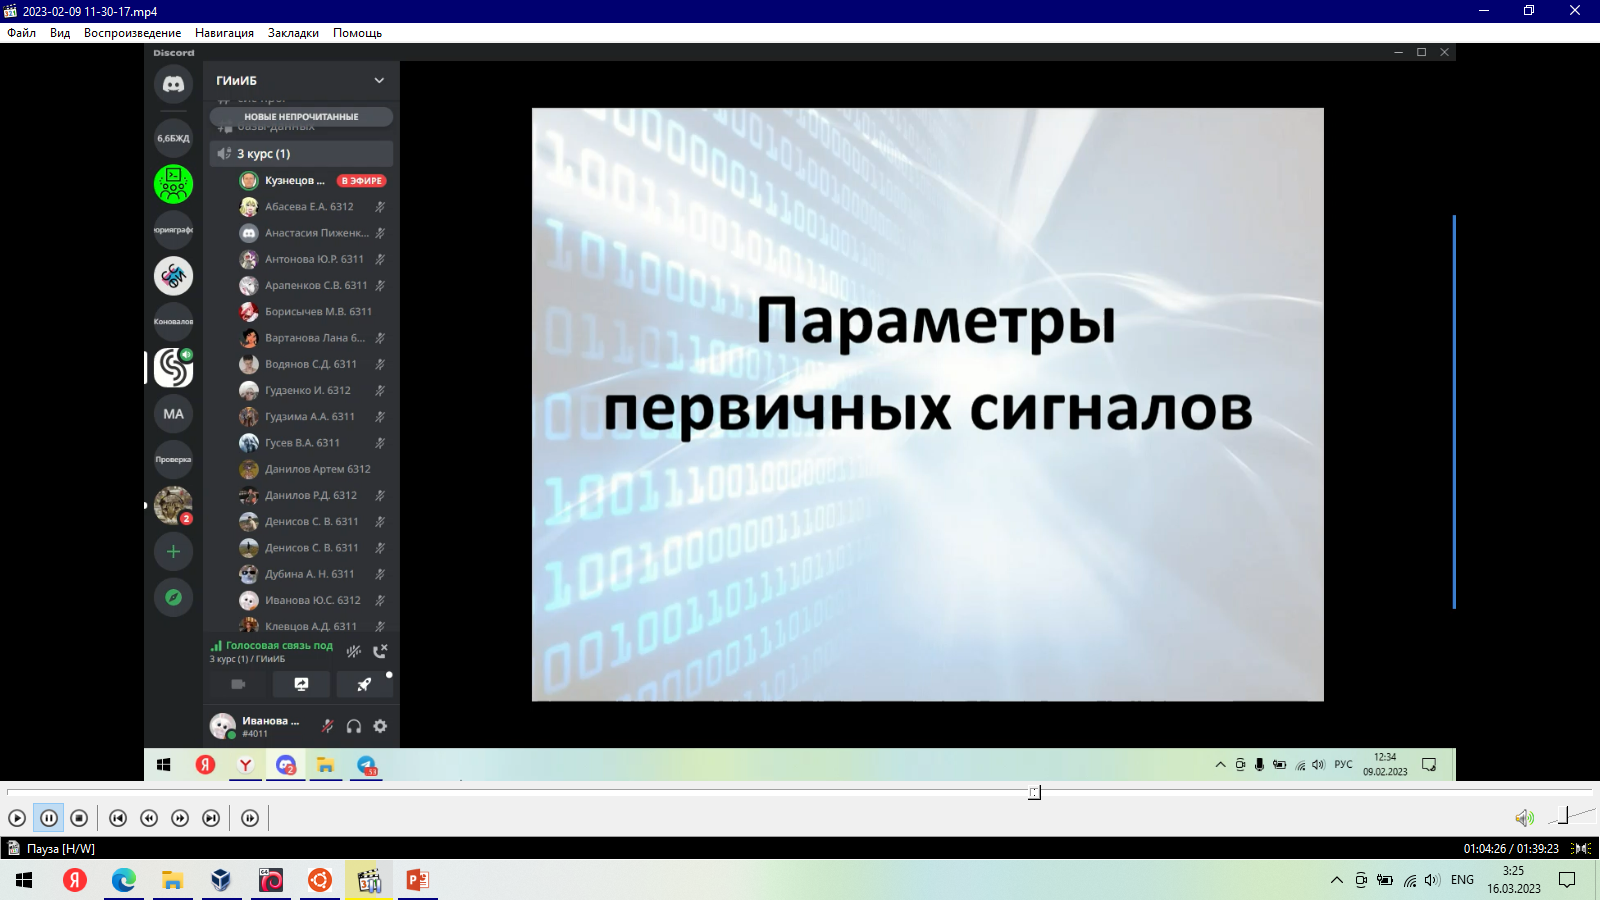 2023-02-09 11-30-17.mp4
Файл Вид Воспроизведение Навигация Закладки Помощь
Discord
ГИиИБ
НОВЫЕ НЕПРОЧИТАННЫЕ
базы-данных
3 курс (1)
Кузнецов ... В ЭФИРЕ
Абасева Е.А. 6312
Анастасия Пиженк...
Антонова Ю.Р. 6311
Арапенков С.В. 6311
Борисычев М.В. 6311
Вартанова Лана 6...
Водянов С.Д. 6311
Гудзенко И. 6312
Гудзима А.А. 6311
Гусев В.А. 6311
Данилов Артем 6312
Данилов Р.Д. 6312
Денисов С. В. 6311
Денисов С. В. 6311
Дубина А. Н. 6311
Иванова Ю.С. 6312
Клевцов А.Д. 6311
Голосовая связь под
3 курс (1) / ГИиИБ
Иванова ...
#4011
6,6БЖД
Коновалов
МА
Проверка
2
Параметры
первичных сигналов
РУС
12:34
09.02.2023
Пауза [H/W]
01:04:26 / 01:39:23
ENG
3:25
16.03.2023